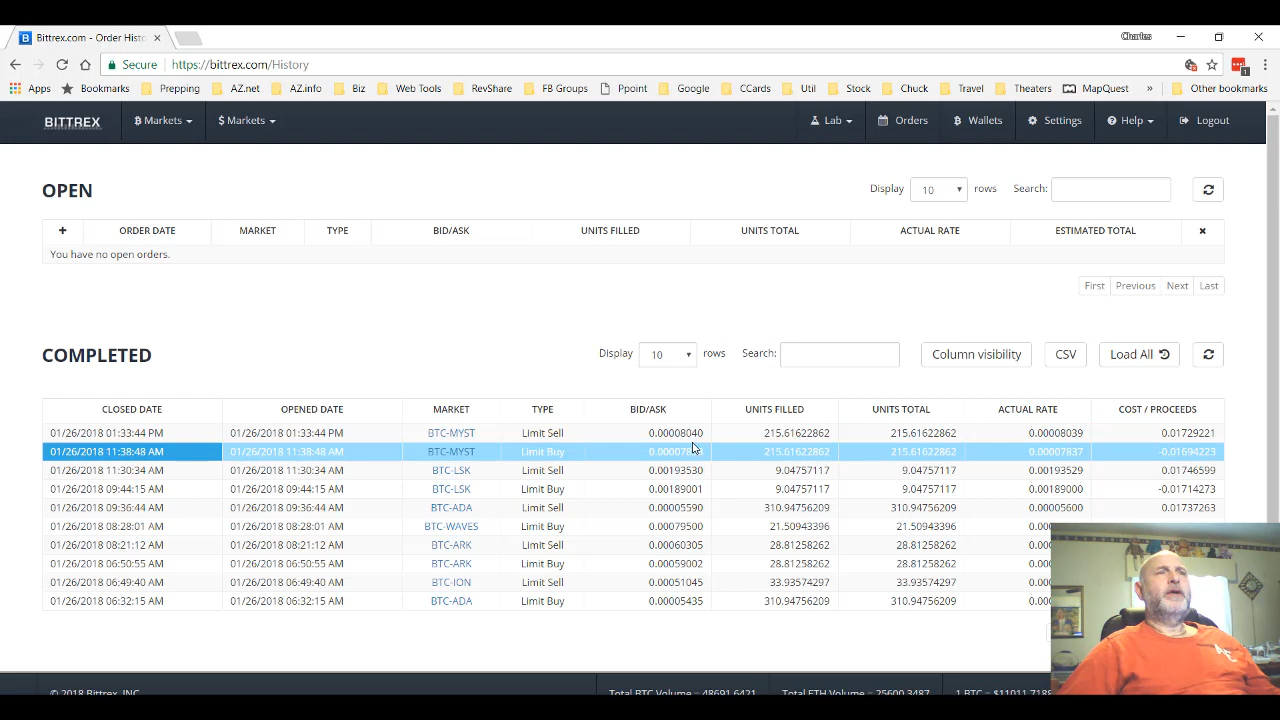 Bittrex.com - Order Histo
Charles
Secure https://bittrex.com/History
Apps Bookmarks Prepping AZ.net AZ.info Biz Web Tools RevShare FB Groups Ppoint Google CCards Util Stock Chuck Travel Theaters MapQuest » Other bookmarks
BITTREX Markets $ Markets Lab Orders Wallets Settings Help Logout
OPEN Display 10 rows Search:
+ ORDER DATE MARKET TYPE BID/ASK UNITS FILLED UNITS TOTAL ACTUAL RATE ESTIMATED TOTAL ×
You have no open orders.
First Previous Next Last
COMPLETED Display 10 rows Search: Column visibility CSV Load All
CLOSED DATE OPENED DATE MARKET TYPE BID/ASK UNITS FILLED UNITS TOTAL ACTUAL RATE COST / PROCEEDS
01/26/2018 01:33:44 PM 01/26/2018 01:33:44 PM BTC-MYST Limit Sell 0.00008040 215.61622862 215.61622862 0.00008039 0.01729221
01/26/2018 11:38:48 AM 01/26/2018 11:38:48 AM BTC-MYST Limit Buy 215.61622862 215.61622862 0.00007837 -0.01694223
01/26/2018 11:30:34 AM 01/26/2018 11:30:34 AM BTC-LSK Limit Sell 0.00193530 9.04757117 9.04757117 0.00193529 0.01746599
01/26/2018 09:44:15 AM 01/26/2018 09:44:15 AM BTC-LSK Limit Buy 0.00189001 9.04757117 9.04757117 0.00189000 -0.01714273
01/26/2018 09:36:44 AM 01/26/2018 09:36:44 AM BTC-ADA Limit Sell 0.00005590 310.94756209 310.94756209 0.00005600 0.01737263
01/26/2018 08:28:01 AM 01/26/2018 08:28:01 AM BTC-WAVES Limit Buy 0.00079500 21.50943396 21.50943396
01/26/2018 08:21:12 AM 01/26/2018 08:21:12 AM BTC-ARK Limit Sell 0.00060305 28.81258262 28.81258262
01/26/2018 06:50:55 AM 01/26/2018 06:50:55 AM BTC-ARK Limit Buy 0.00059002 28.81258262 28.81258262
01/26/2018 06:49:40 AM 01/26/2018 06:49:40 AM BTC-ION Limit Sell 0.00051045 33.93574297 33.93574297
01/26/2018 06:32:15 AM 01/26/2018 06:32:15 AM BTC-ADA Limit Buy 0.00005435 310.94756209 310.94756209
© 2018 Bittrex, INC Total BTC Volume = 48691.6421 Total ETH Volume = 25600.3487 1 BTC = $11011.7188